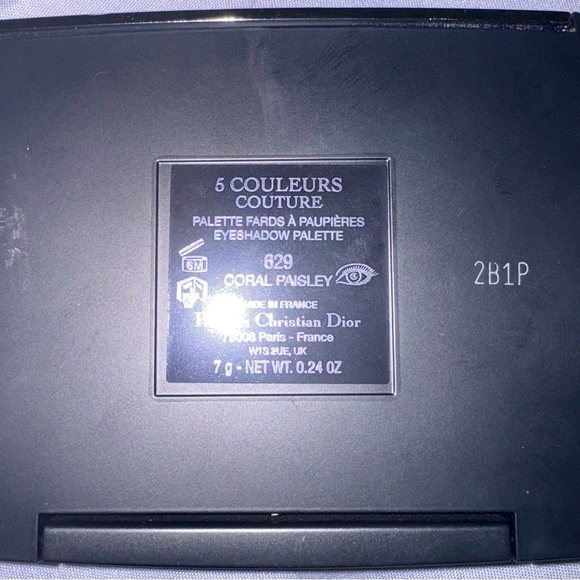 5 COULEURS
COUTURE
PALETTE FARDS À PAUPIÈRES
EYESHADOW PALETTE
6M
629
CORAL PAISLEY
MADE IN FRANCE
Christian Dior
75008 Paris - France
W1S 2UE, UK
7 g - NET WT. 0.24 OZ
2B1P